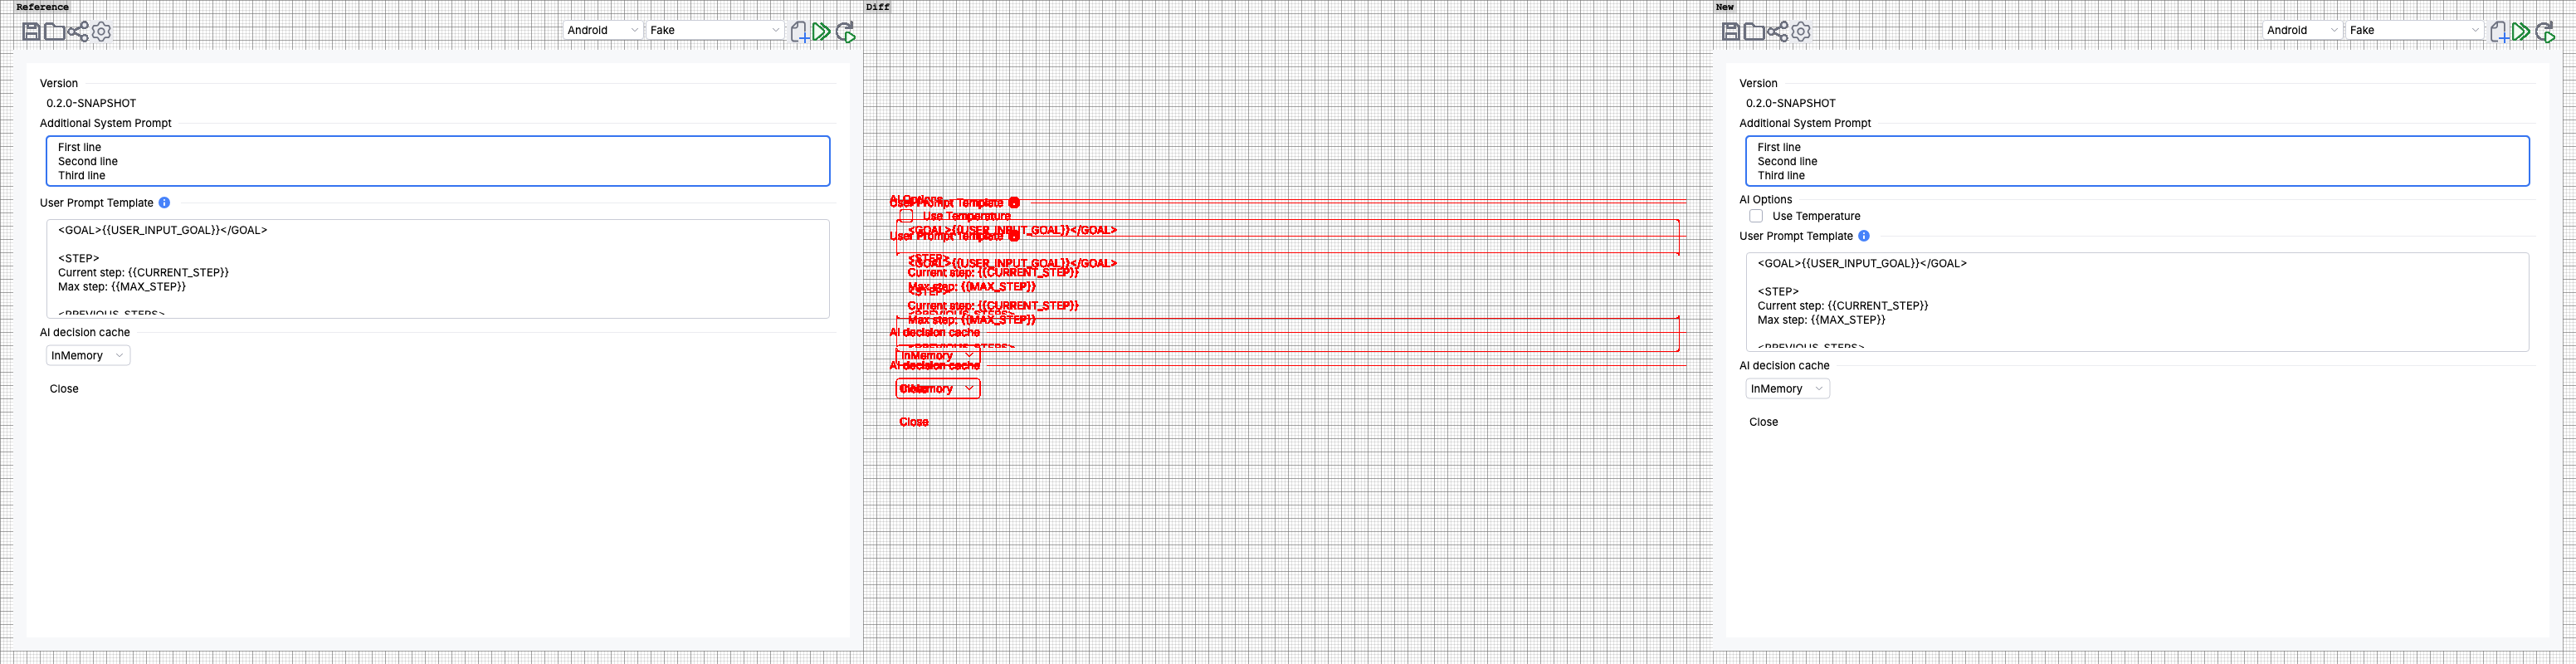 Reference
Android
Fake
Version
0.2.0-SNAPSHOT
Additional System Prompt
First line
Second line
Third line
User Prompt Template
<GOAL>{{USER_INPUT_GOAL}}</GOAL>
<STEP>
Current step: {{CURRENT_STEP}}
Max step: {{MAX_STEP}}
<PREVIOUS_STEPS>
AI decision cache
InMemory
Close
Diff
AI Options
User Prompt Template
Use Temperature
<GOAL>{{USER_INPUT_GOAL}}</GOAL>
User Prompt Template
<STEP>
<GOAL>{{USER_INPUT_GOAL}}</GOAL>
Current step: {{CURRENT_STEP}}
Max step: {{MAX_STEP}}
<STEP>
Current step: {{CURRENT_STEP}}
<PREVIOUS_STEPS>
Max step: {{MAX_STEP}}
AI decision cache
<PREVIOUS_STEPS>
InMemory
AI decision cache
Close
InMemory
Close
New
Android
Fake
Version
0.2.0-SNAPSHOT
Additional System Prompt
First line
Second line
Third line
AI Options
Use Temperature
User Prompt Template
<GOAL>{{USER_INPUT_GOAL}}</GOAL>
<STEP>
Current step: {{CURRENT_STEP}}
Max step: {{MAX_STEP}}
<PREVIOUS_STEPS>
AI decision cache
InMemory
Close